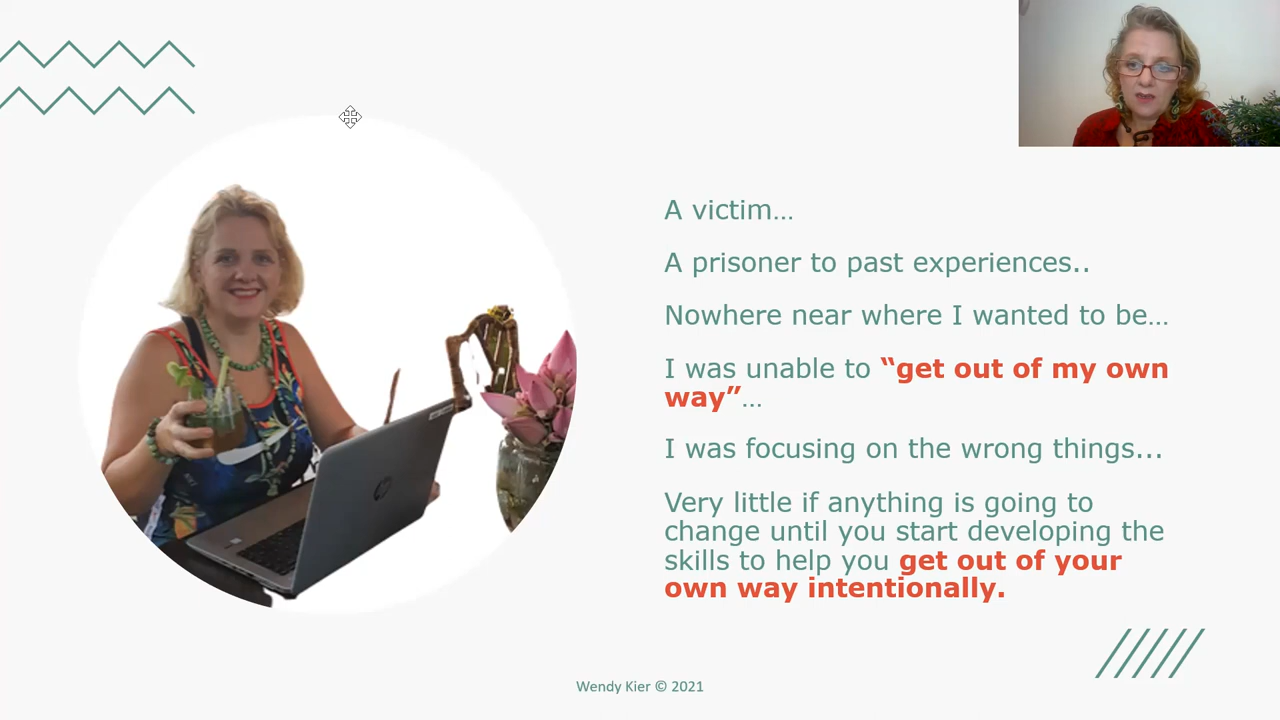 A victim…
A prisoner to past experiences..
Nowhere near where I wanted to be…
I was unable to “get out of my own
way”…
I was focusing on the wrong things...
Very little if anything is going to
change until you start developing the
skills to help you get out of your
own way intentionally.
hp
Wendy Kier © 2021